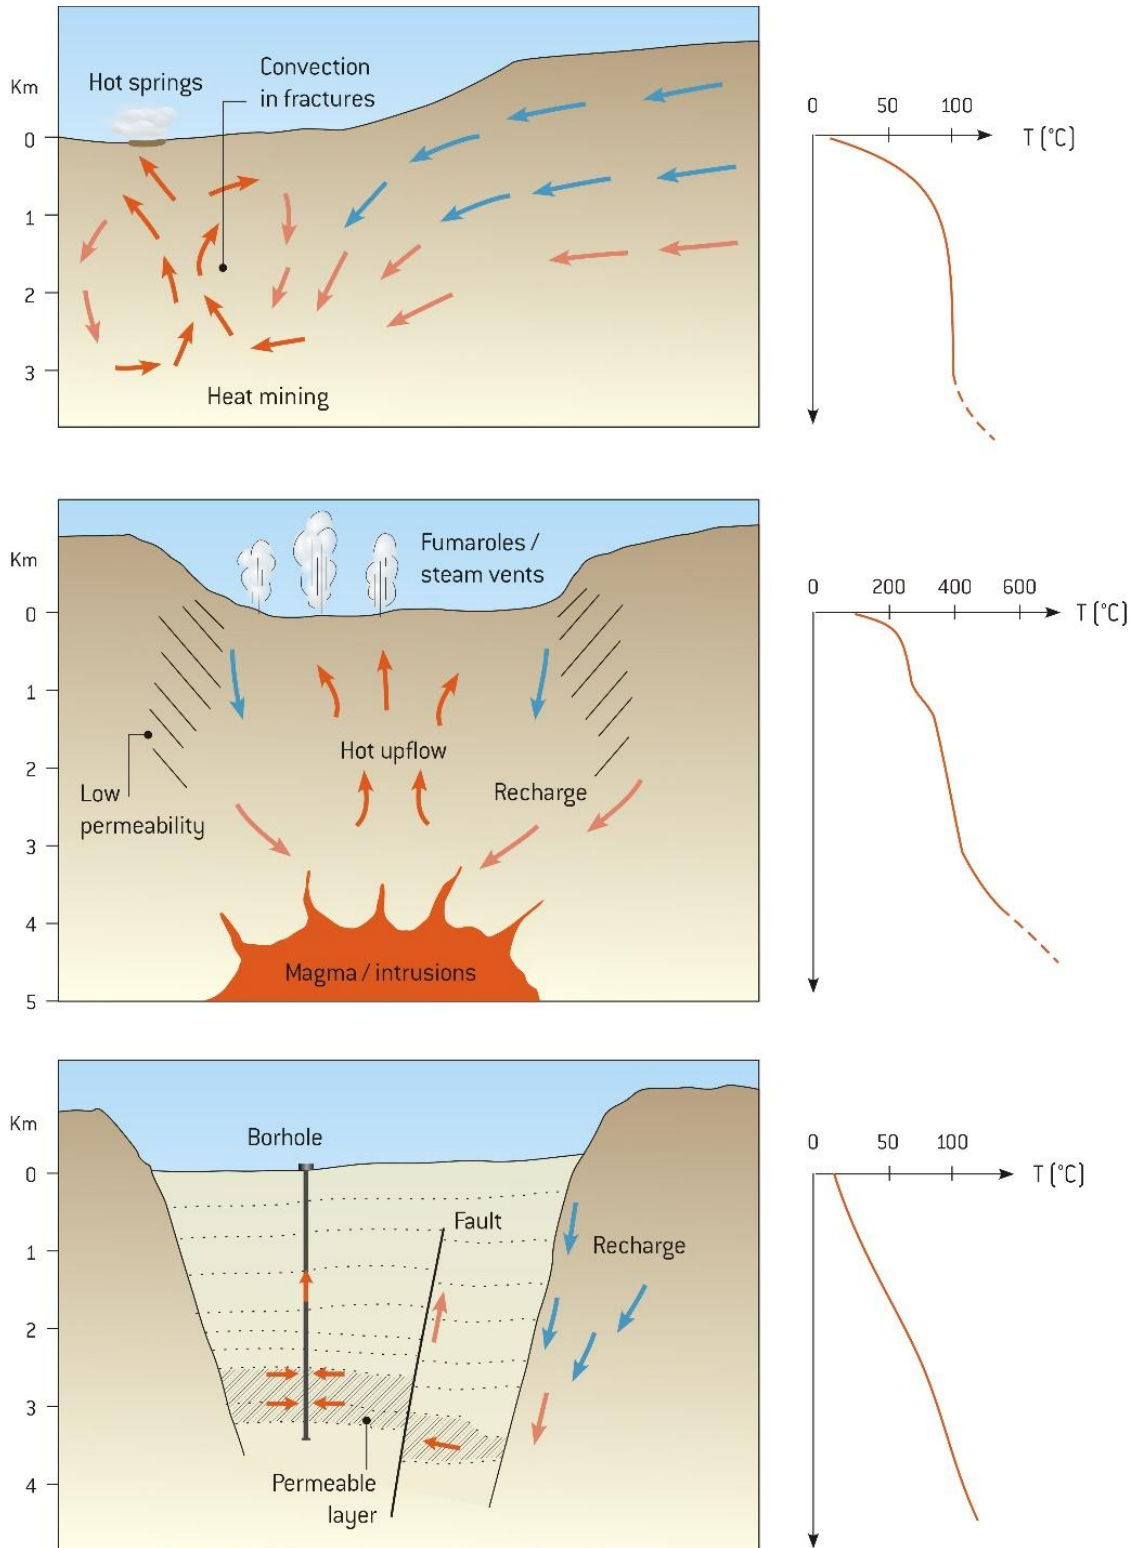 Km
Hot springs
Convection
in fractures
0
1
2
3
Heat mining
0 50 100
T (°C)
Km
Fumaroles /
steam vents
0
1
2
3
4
5
Hot upflow
Recharge
Low
permeability
Magma / intrusions
0 200 400 600
T (°C)
Km
Borhole
0
1
2
3
4
Fault
Recharge
Permeable
layer
0 50 100
T (°C)